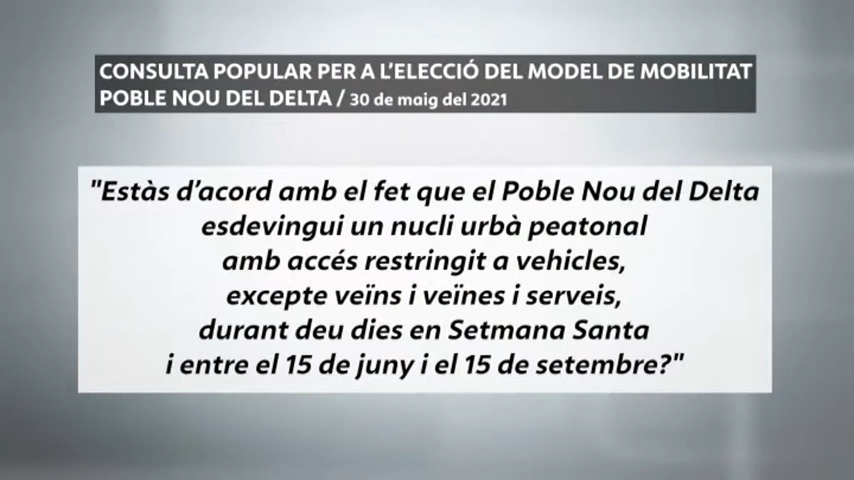 CONSULTA POPULAR PER A L'ELECCIÓ DEL MODEL DE MOBILITAT
POBLE NOU DEL DELTA / 30 de maig del 2021
"Estàs d'acord amb el fet que el Poble Nou del Delta
esdevingui un nucli urbà peatonal
amb accés restringit a vehicles,
excepte veïns i veïnes i serveis,
durant deu dies en Setmana Santa
i entre el 15 de juny i el 15 de setembre?"